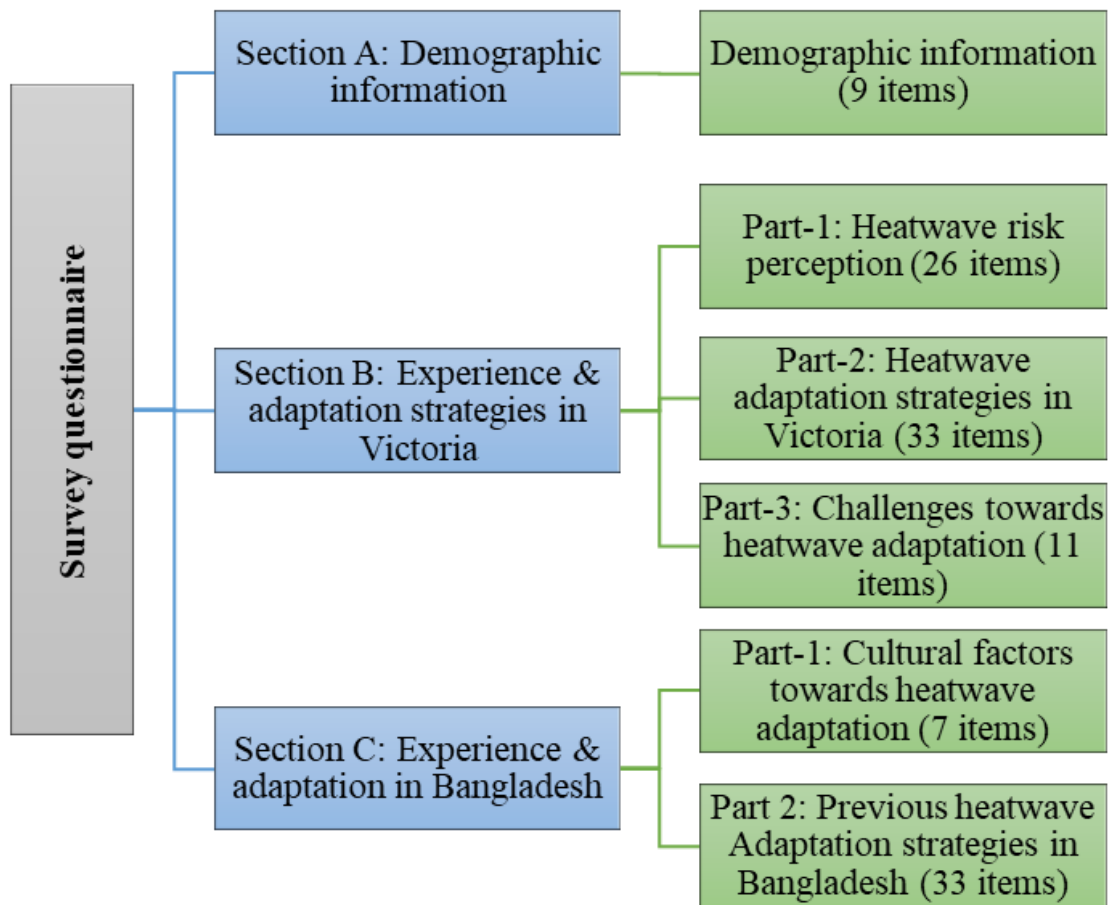 Survey questionnaire
Section A: Demographic
information
Demographic information
(9 items)
Section B: Experience &
adaptation strategies in
Victoria
Part-1: Heatwave risk
perception (26 items)
Part-2: Heatwave
adaptation strategies in
Victoria (33 items)
Part-3: Challenges towards
heatwave adaptation (11
items)
Section C: Experience &
adaptation in Bangladesh
Part-1: Cultural factors
towards heatwave
adaptation (7 items)
Part 2: Previous heatwave
Adaptation strategies in
Bangladesh (33 items)